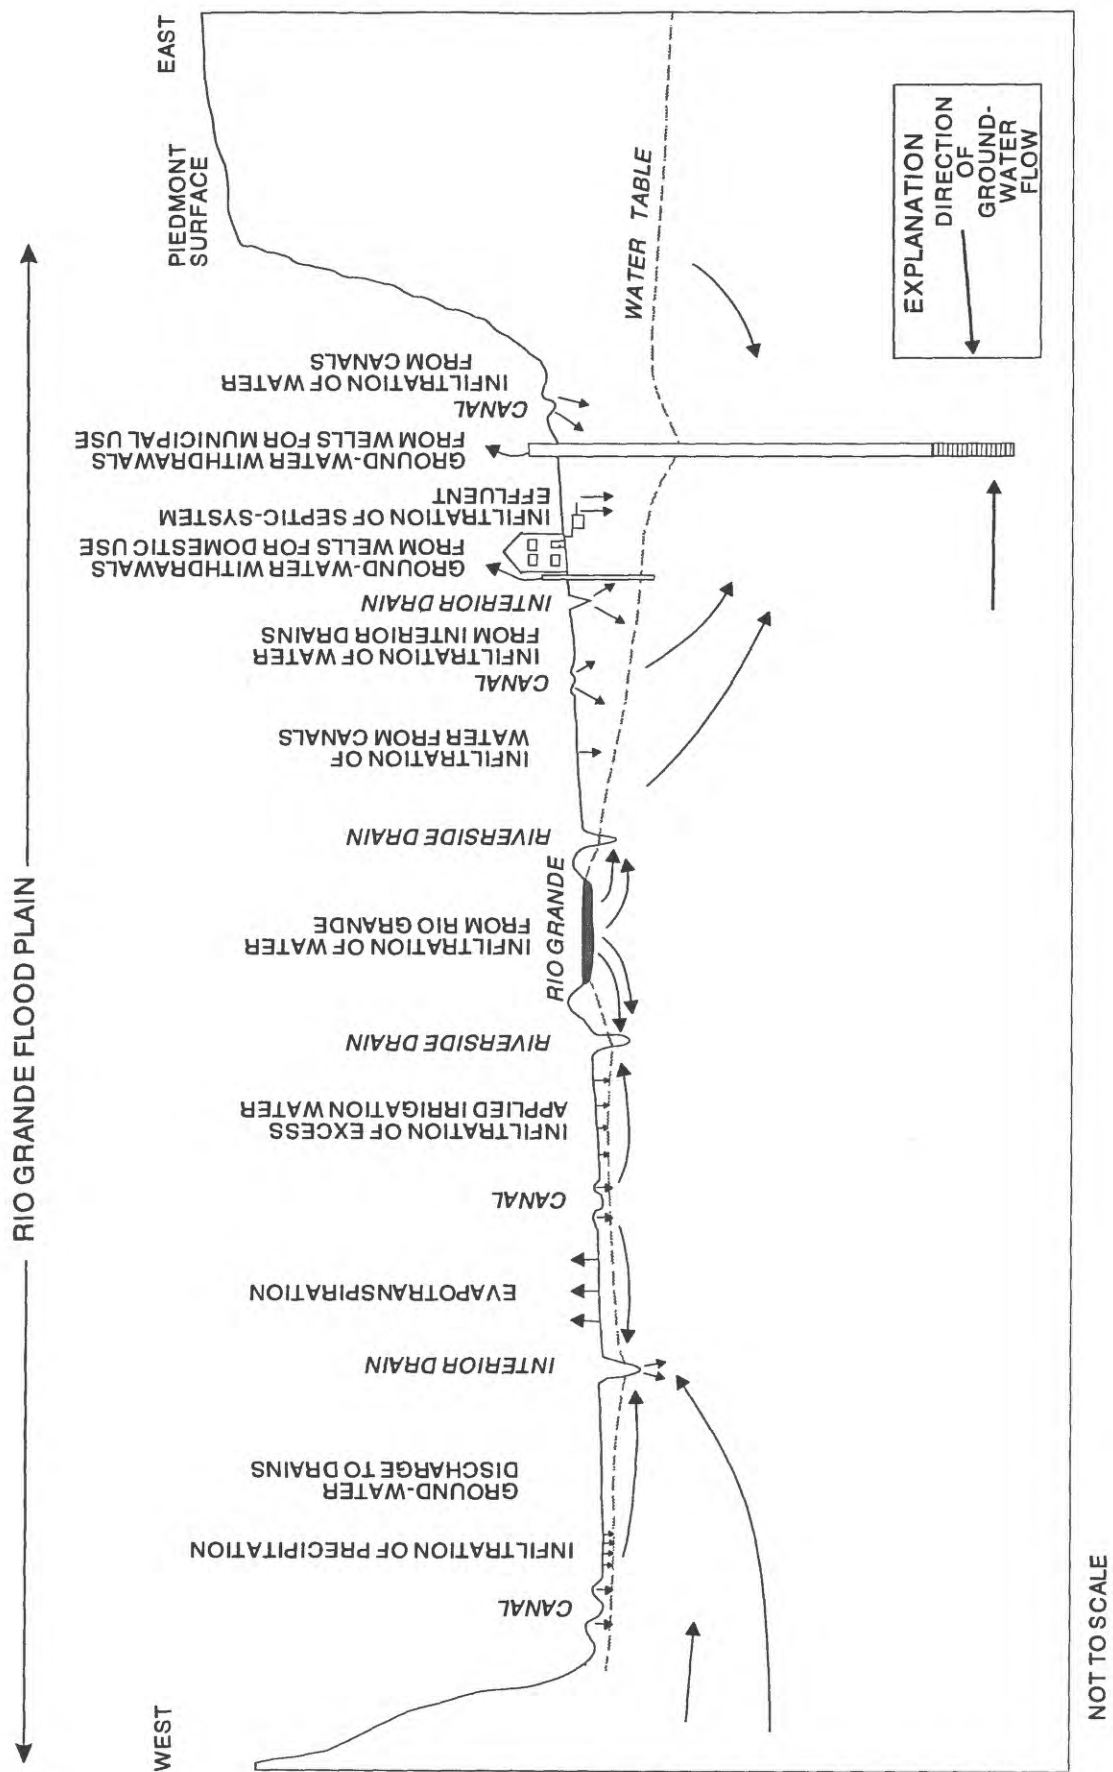 RIO GRANDE FLOOD PLAIN
WEST
EAST
PIEDMONT
SURFACE
CANAL
INFILTRATION OF PRECIPITATION
GROUND-WATER
DISCHARGE TO DRAINS
INTERIOR DRAIN
EVAPOTRANSPIRATION
CANAL
INFILTRATION OF EXCESS
APPLIED IRRIGATION WATER
RIVERSIDE DRAIN
INFILTRATION OF WATER
FROM RIO GRANDE
RIO GRANDE
RIVERSIDE DRAIN
INFILTRATION OF
WATER FROM CANALS
CANAL
INFILTRATION OF WATER
FROM INTERIOR DRAINS
INTERIOR DRAIN
GROUND-WATER WITHDRAWALS
FROM WELLS FOR DOMESTIC USE
INFILTRATION OF SEPTIC-SYSTEM
EFFLUENT
GROUND-WATER WITHDRAWALS
FROM WELLS FOR MUNICIPAL USE
CANAL
INFILTRATION OF WATER
FROM CANALS
WATER TABLE
EXPLANATION
DIRECTION
OF
GROUND-
WATER
FLOW
NOT TO SCALE